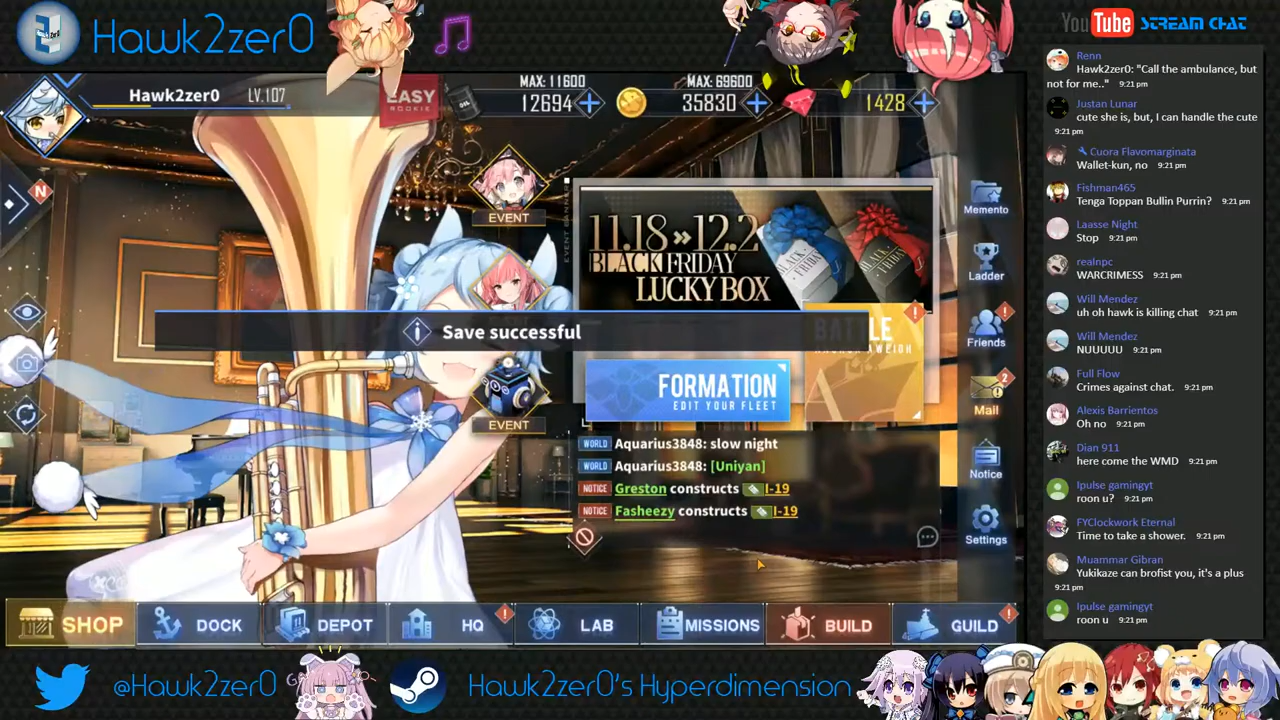 Hawk2zer0
YouTube STREAM CHAT
Hawk2zer0 LV.107
EASY
ROOKIE
MAX: 11600
12694
MAX: 69600
35830
1428
N
EVENT
EVENT BANNER
11.18 » 12.2
BLACK FRIDAY
LUCKY BOX
BLACK FRIDAY
Save successful
BATTLE
FORMATION
EDIT YOUR FLEET
EVENT
WORLD Aquarius3848: slow night
WORLD Aquarius3848: [Uniyan]
NOTICE Greston constructs I-19
NOTICE Fasheezy constructs I-19
Memento
Ladder
Friends
2
Mail
Notice
Settings
SHOP
DOCK
DEPOT
HQ
LAB
MISSIONS
BUILD
GUILD
Renn
Hawk2zer0: "Call the ambulance, but
not for me.." 9:21 pm
Justan Lunar
cute she is, but, I can handle the cute
9:21 pm
Cuora Flavomarginata
Wallet-kun, no 9:21 pm
Fishman465
Tenga Toppan Bullin Purrin? 9:21 pm
Laasse Night
Stop 9:21 pm
realnpc
WARCRIMESS 9:21 pm
Will Mendez
uh oh hawk is killing chat 9:21 pm
Will Mendez
NUUUUU 9:21 pm
Full Flow
Crimes against chat. 9:21 pm
Alexis Barrientos
Oh no 9:21 pm
Dian 911
here come the WMD 9:21 pm
Ipulse gamingyt
roon u? 9:21 pm
FYClockwork Eternal
Time to take a shower. 9:21 pm
Muammar Gibran
Yukikaze can brofist you, it's a plus
9:21 pm
Ipulse gamingyt
roon u 9:21 pm
@Hawk2zer0
Hawk2zer0's Hyperdimension